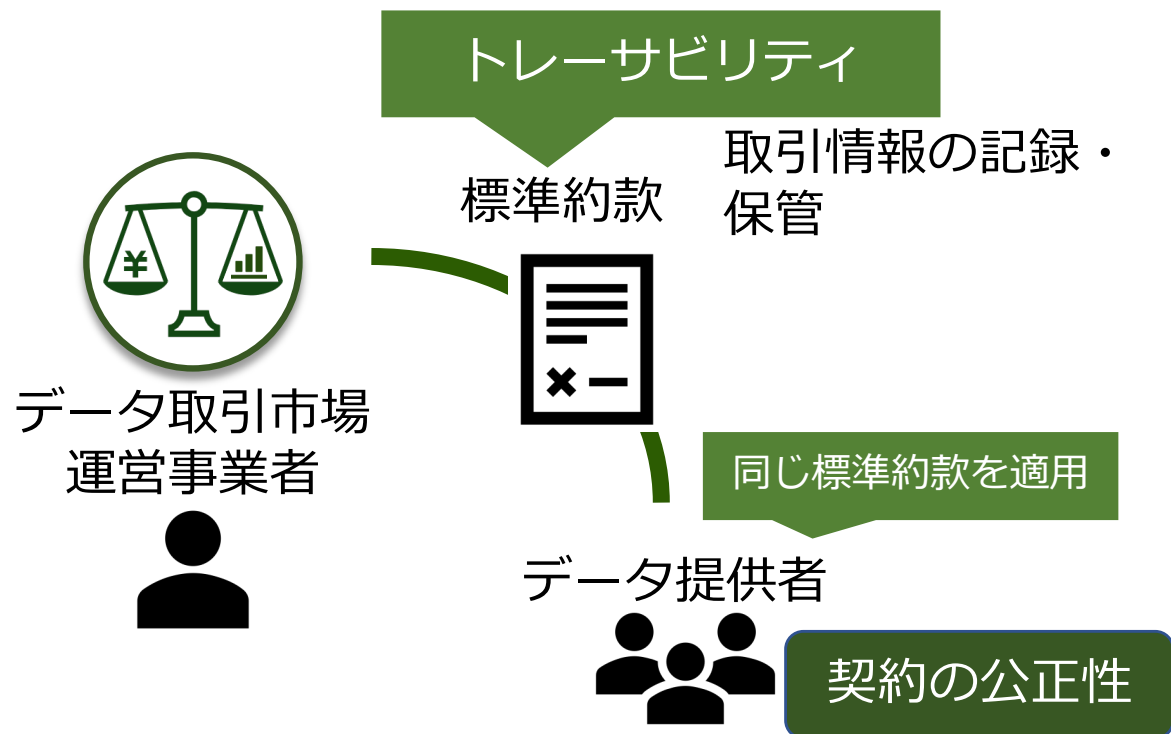 トレーサビリティ
取引情報の記録・
保管
標準約款
¥
データ取引市場
運営事業者
同じ標準約款を適用
データ提供者
契約の公正性